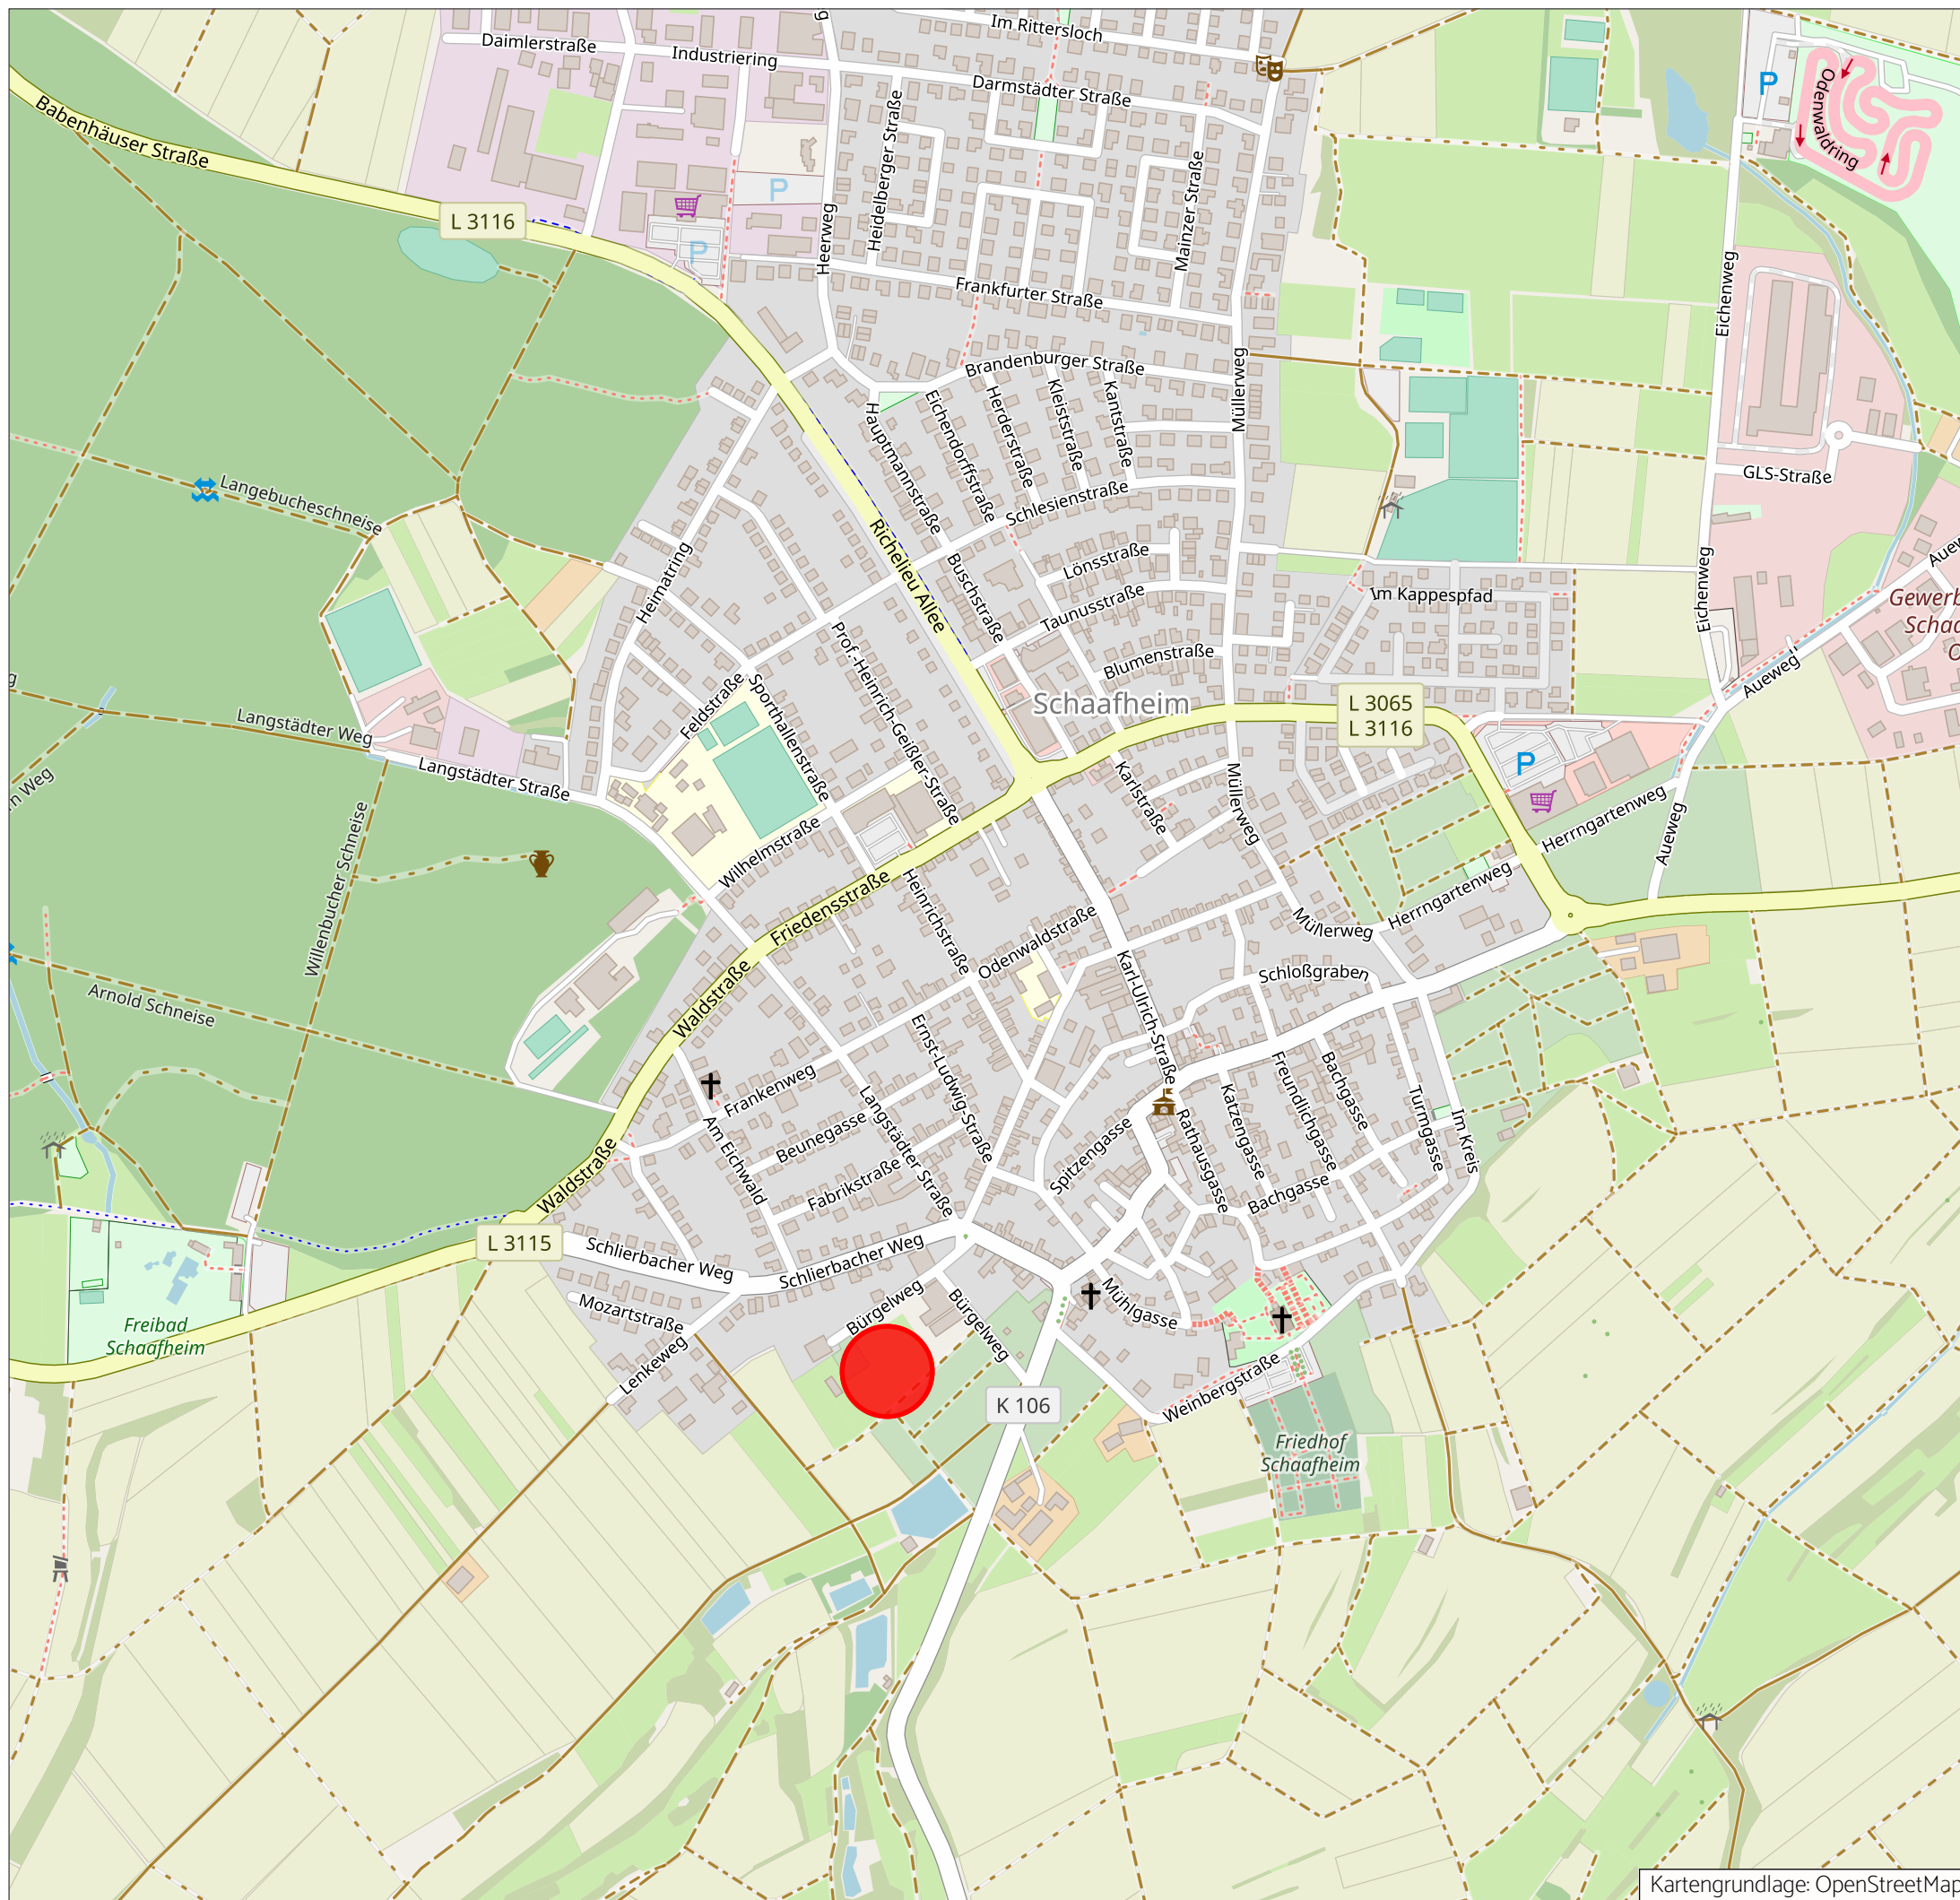 Im Rittersloch
Daimlerstraße
Industriering
Darmstädter Straße
Babenhäuser Straße
P
Odenwaldring
Heidelberger Straße
Mainzer Straße
L 3116
P
P
Heerweg
Frankfurter Straße
Eichenweg
Brandenburger Straße
Müllerweg
Hauptmannstraße
Eichendorffstraße
Herderstraße
Kleiststraße
Kantstraße
GLS-Straße
Langebucheschneise
Schlesienstraße
Richelieu Allee
Heimatring
Buschstraße
Lönsstraße
Taunusstraße
Im Kappespfad
Eichenweg
Prof.-Heinrich-Geißler-Straße
Blumenstraße
Aueweg
Schaafheim
L 3065
L 3116
Feldstraße
Sporthallenstraße
Langstädter Weg
Langstädter Straße
P
Karlstraße
Müllerweg
Herrngartenweg
Aueweg
Wilhelmstraße
Willenbucher Schneise
Friedensstraße
Heinrichstraße
Herrngartenweg
Müllerweg
Odenwaldstraße
Karl-Ulrich-Straße
Schloßgraben
Arnold Schneise
Waldstraße
Ernst-Ludwig-Straße
Frankenweg
Langstädter Straße
Freundlichgasse
Bachgasse
Katzengasse
Turmgasse
Im Kreis
Am Eichwald
Beunegasse
Spitzengasse
Rathausgasse
Waldstraße
Fabrikstraße
Bachgasse
L 3115
Schlierbacher Weg
Schlierbacher Weg
Mühlgasse
Bürgelweg
Bürgelweg
Mozartstraße
Lenkeweg
Freibad
Schaafheim
Weinbergstraße
K 106
Friedhof
Schaafheim
Kartengrundlage: OpenStreetMap